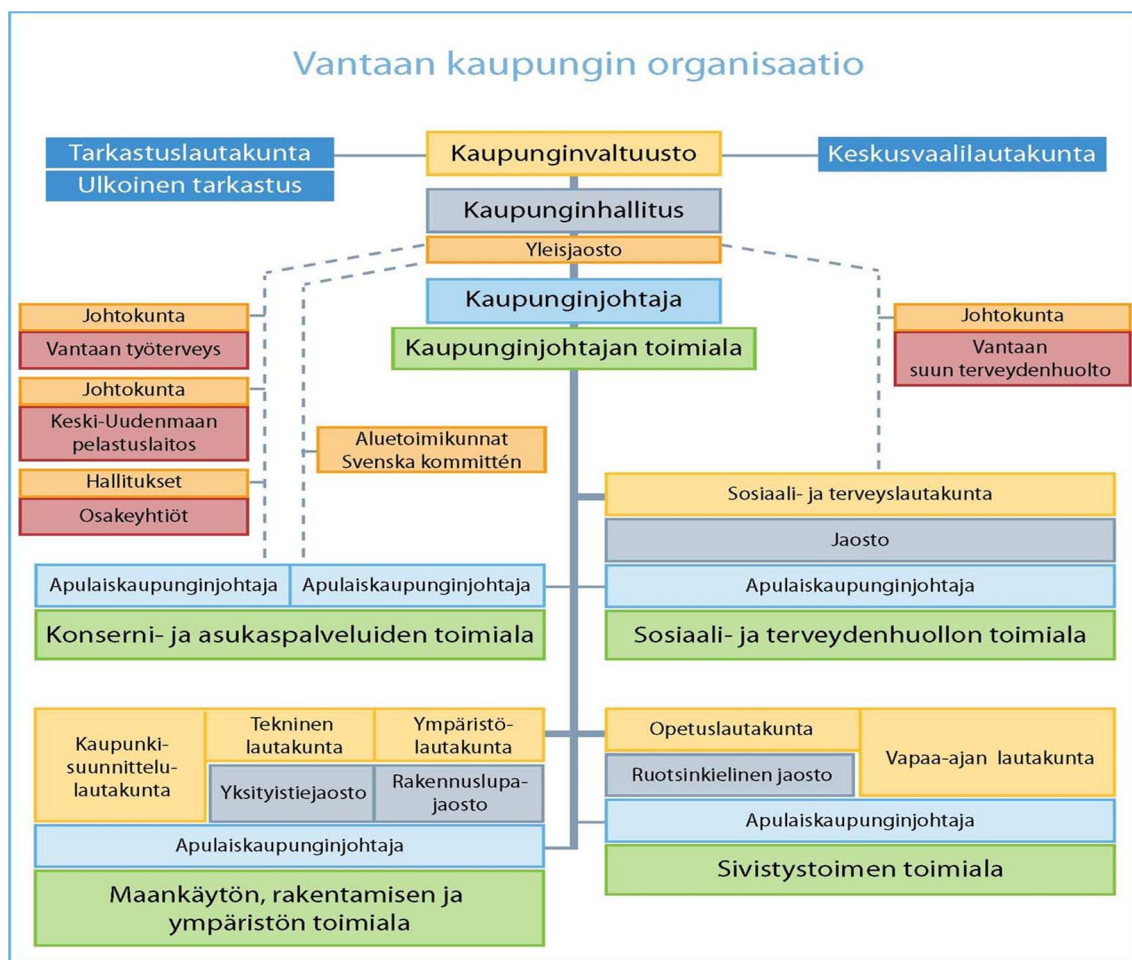 Vantaan kaupungin organisaatio
Tarkastuslautakunta
Ulkoinen tarkastus
Kaupunginvaltuusto
Keskusvaalilautakunta
Kaupunginhallitus
Yleisjaosto
Kaupunginjohtaja
Kaupunginjohtajan toimiala
Johtokunta
Vantaan työterveys
Johtokunta
Keski-Uudenmaan
pelastuslaitos
Hallitukset
Osakeyhtiöt
Aluetoimikunnat
Svenska kommittén
Johtokunta
Vantaan
suun terveydenhuolto
Apulaiskaupunginjohtaja
Apulaiskaupunginjohtaja
Konserni- ja asukaspalveluiden toimiala
Sosiaali- ja terveyslautakunta
Jaosto
Apulaiskaupunginjohtaja
Sosiaali- ja terveydenhuollon toimiala
Kaupunki-
suunnittelu-
lautakunta
Tekninen
lautakunta
Yksityistiejaosto
Ympäristö-
lautakunta
Rakennuslupa-
jaosto
Apulaiskaupunginjohtaja
Maankäytön, rakentamisen ja
ympäristön toimiala
Opetuslautakunta
Ruotsinkielinen jaosto
Vapaa-ajan lautakunta
Apulaiskaupunginjohtaja
Sivistystoimen toimiala